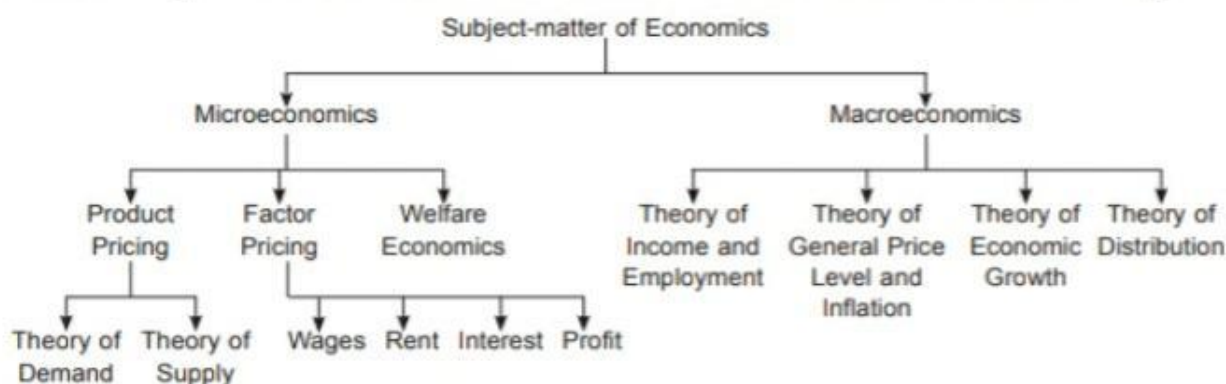 Subject-matter of Economics
Microeconomics
Macroeconomics
Product
Pricing
Factor
Pricing
Welfare
Economics
Theory of
Income and
Employment
Theory of
General Price
Level and
Inflation
Theory of
Economic
Growth
Theory of
Distribution
Theory of
Demand
Theory of
Supply
Wages
Rent
Interest
Profit